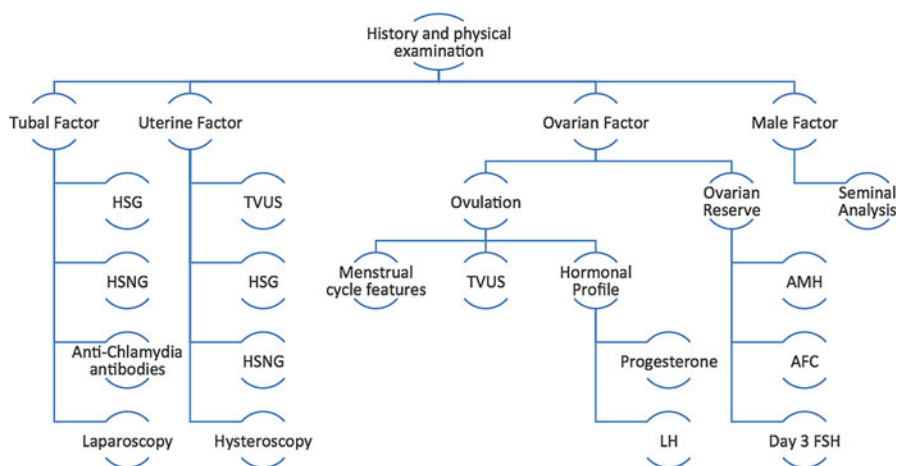 History and physical
examination
Tubal Factor
Uterine Factor
Ovarian Factor
Male Factor
HSG
HSNG
Anti-Chlamydia
antibodies
Laparoscopy
TVUS
HSG
HSNG
Hysteroscopy
Ovulation
Menstrual
cycle features
TVUS
Hormonal
Profile
Progesterone
LH
Ovarian
Reserve
AMH
AFC
Day 3 FSH
Seminal
Analysis